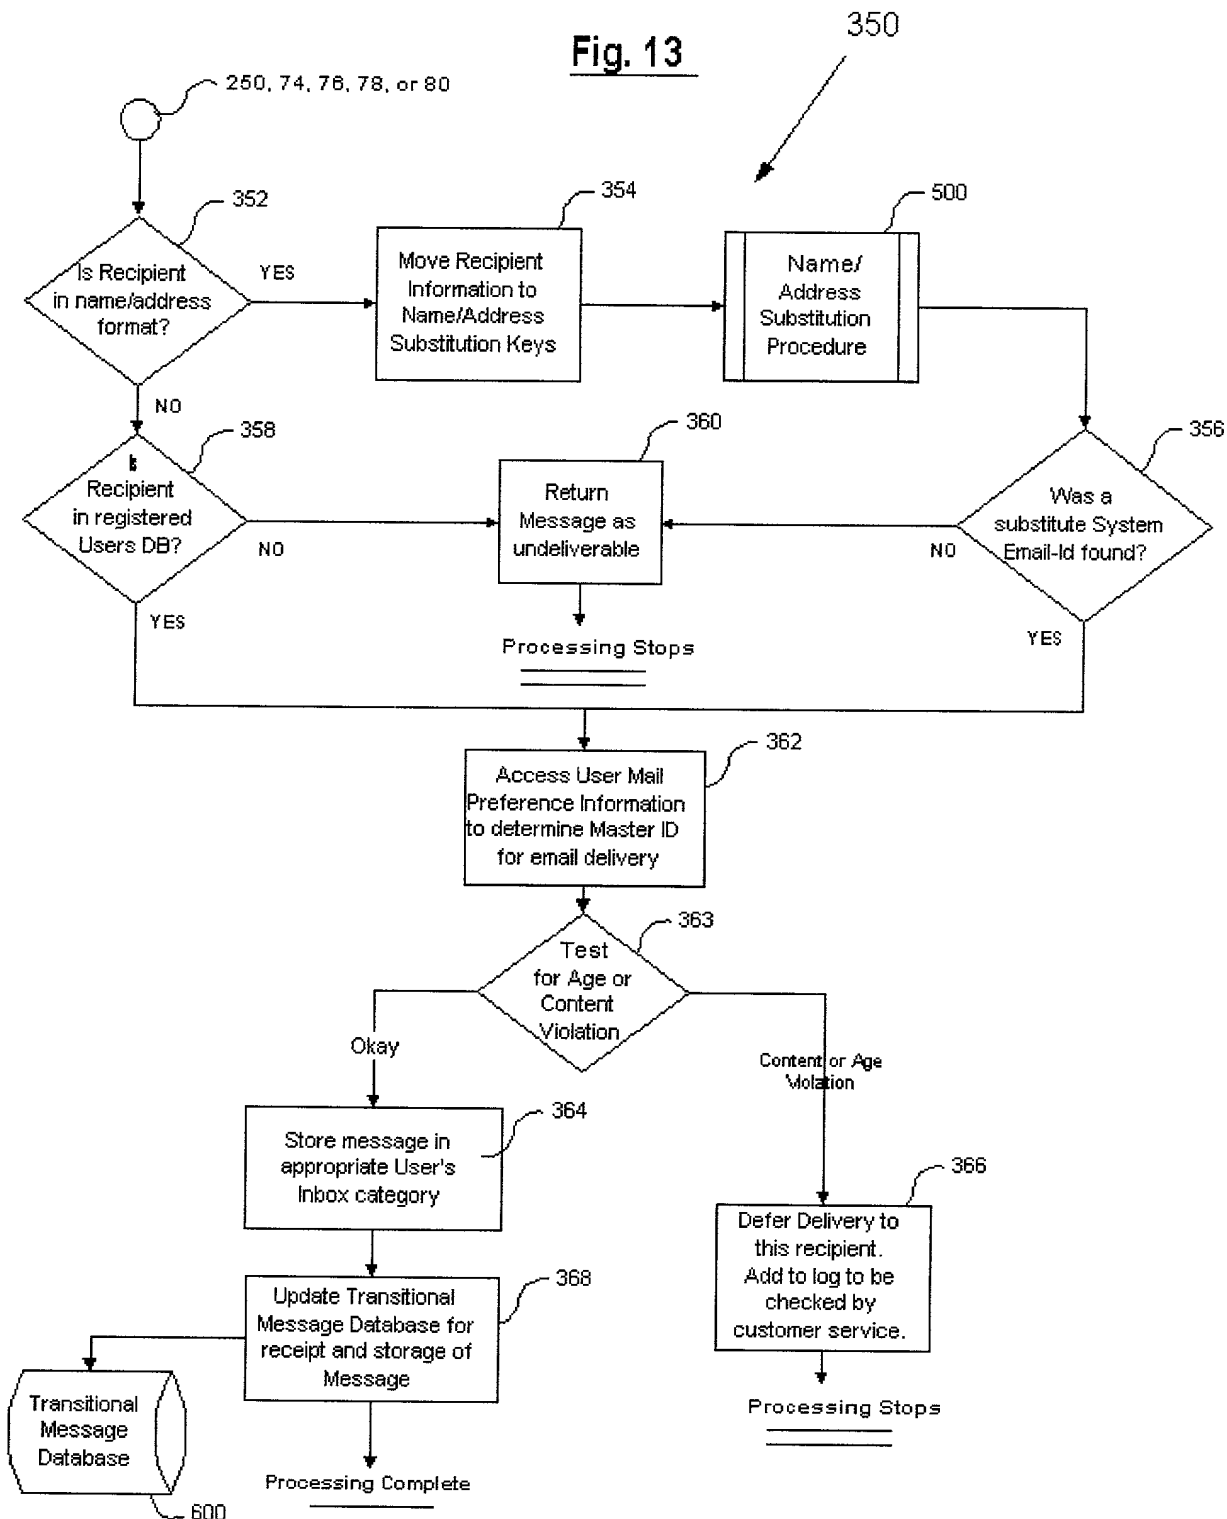 Fig. 13
350
250, 74, 76, 78, or 80
352
354
500
Is Recipient
in name/address
format?
YES
Move Recipient
Information to
Name/Address
Substitution Keys
Name/
Address
Substitution
Procedure
NO
358
360
356
Is
Recipient
in registered
Users DB?
NO
Return
Message as
undeliverable
NO
Was a
substitute System
Email-Id found?
YES
YES
Processing Stops
362
Access User Mail
Preference Information
to determine Master ID
for email delivery
363
Test
for Age or
Content
Violation
Okay
Content or Age
Violation
364
Store message in
appropriate User's
Inbox category
366
Defer Delivery to
this recipient.
Add to log to be
checked by
customer service.
368
Update Transitional
Message Database for
receipt and storage of
Message
Transitional
Message
Database
Processing Stops
Processing Complete
600